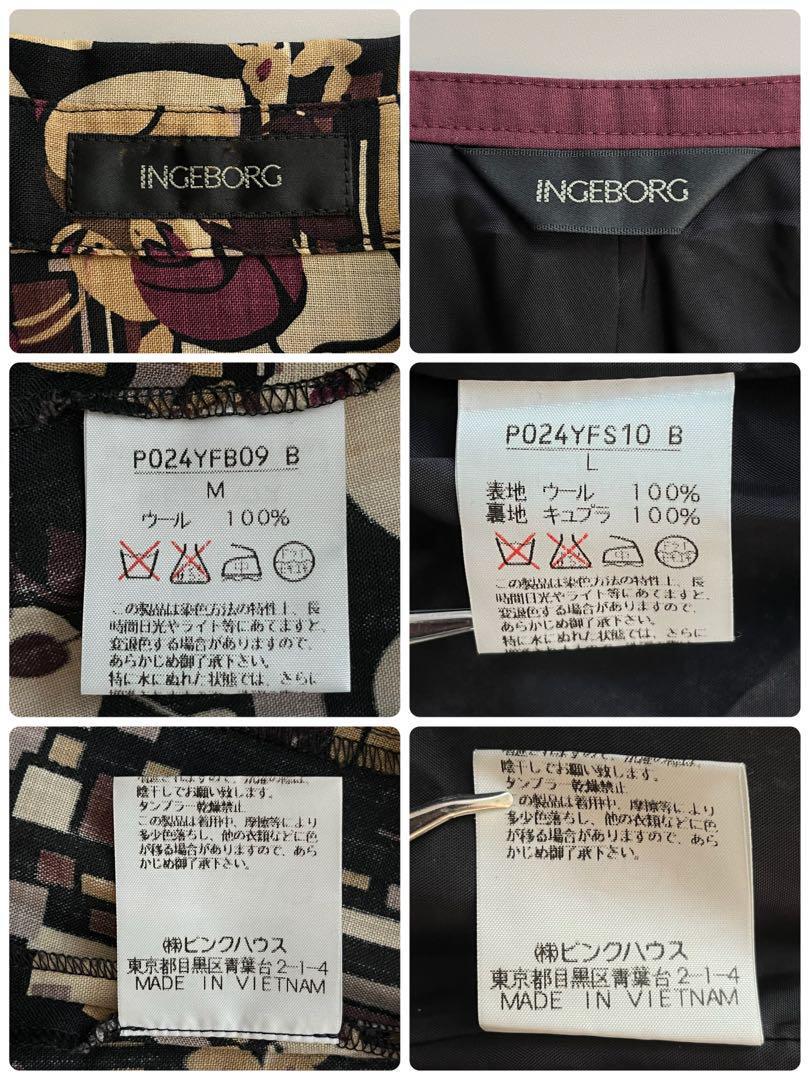 INGEBORG
INGEBORG
P024YFB09 B
M
ウール 100%
この製品は染色方法の特性上、長
時間日光やライト等にあてますと、
変退色する場合がありますので、
あらかじめ御了承下さい。
特に水にぬれた状態では、さらに
P024YFS10 B
L
表地 ウール 100%
裏地 キュプラ 100%
この製品は染色方法の特性上、長
時間日光やライト等にあてますと、
変退色する場合がありますので、
あらかじめ御了承下さい。
特に水にぬれた状態では、さらに
陰干しでお願い致します。
タンブラー乾燥禁止
この製品は着用中、摩擦等により
多少色落ちし、他の衣類などに色
が移る場合がありますので、あら
かじめ御了承下さい。
㈱ピンクハウス
東京都目黒区青葉台2-1-4
MADE IN VIETNAM
陰干しでお願い致します。
タンブラー乾燥禁止
の製品は着用中、摩擦等により
多少色落ちし、他の衣類などに色
が移る場合がありますので、あら
かじめ御了承下さい。
㈱ピンクハウス
東京都目黒区青葉台2-1-4
MADE IN VIETNAM